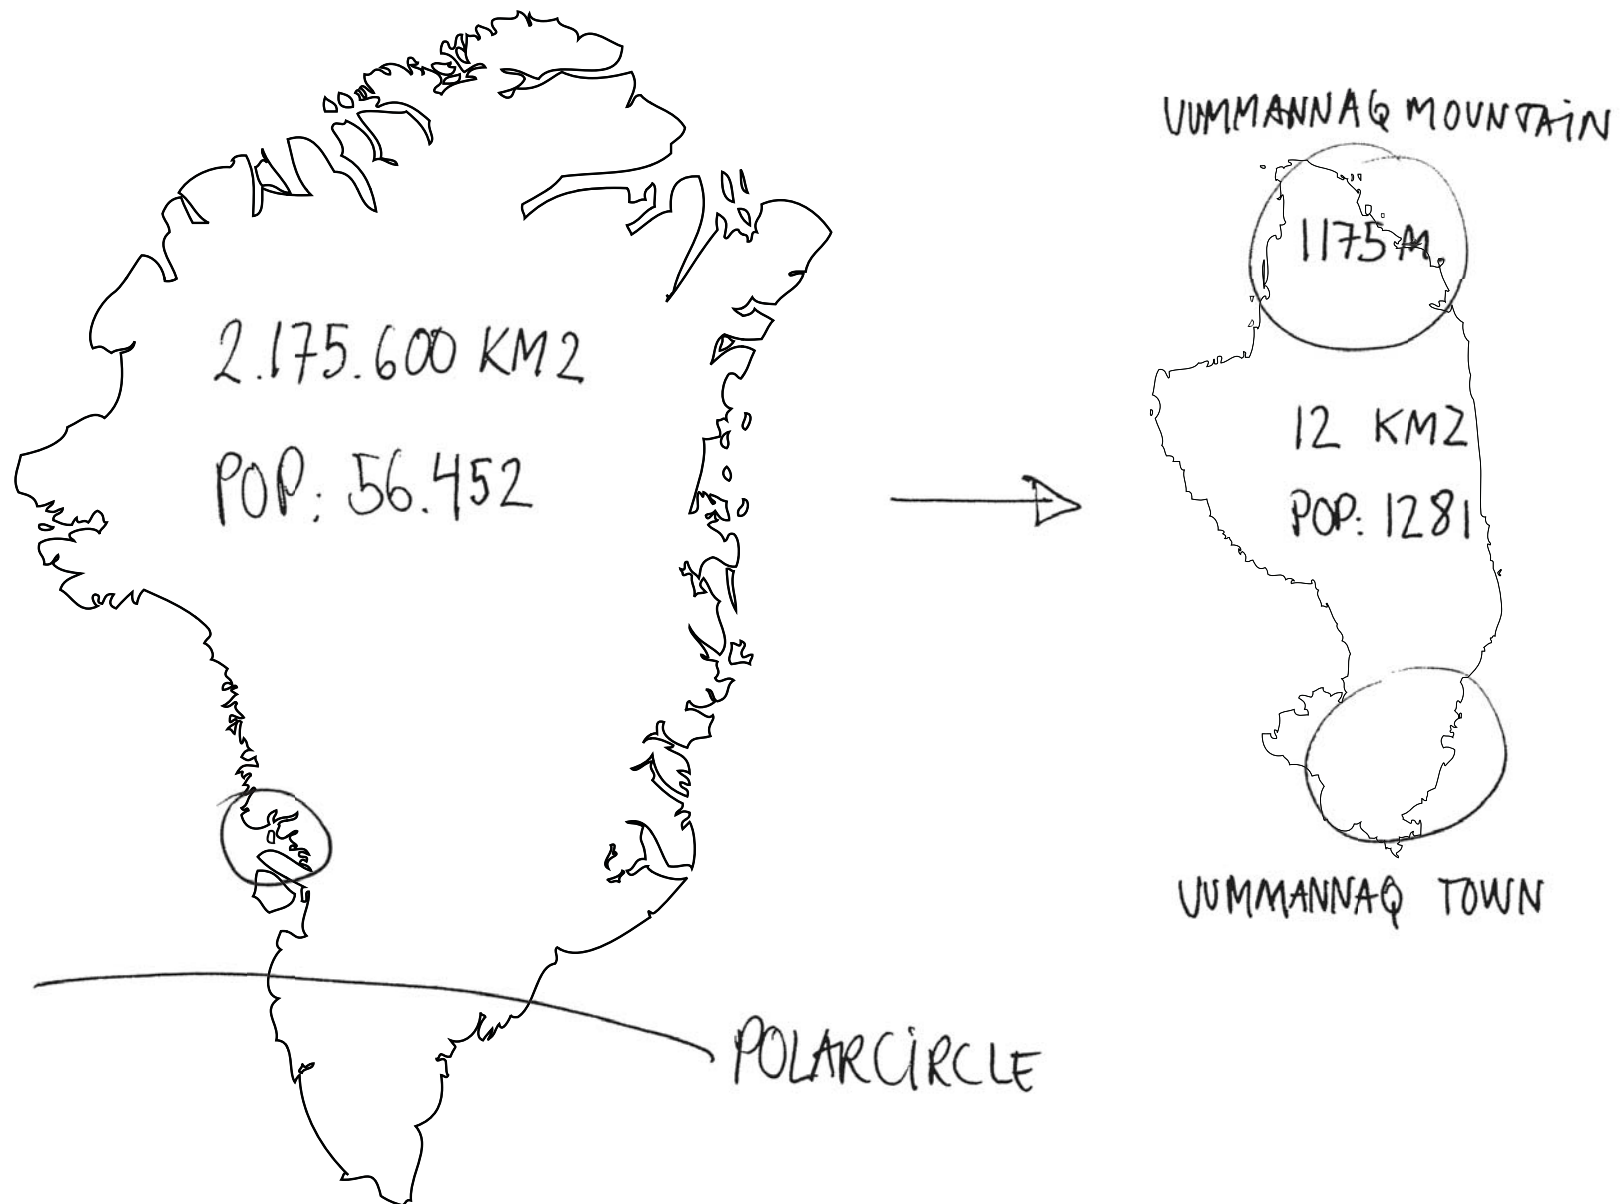 2.175.600 KM2
POP: 56.452
POLARCIRCLE
UUMMANNAQ MOUNTAIN
1175M
12 KM2
POP: 1281
UUMMANNAQ TOWN